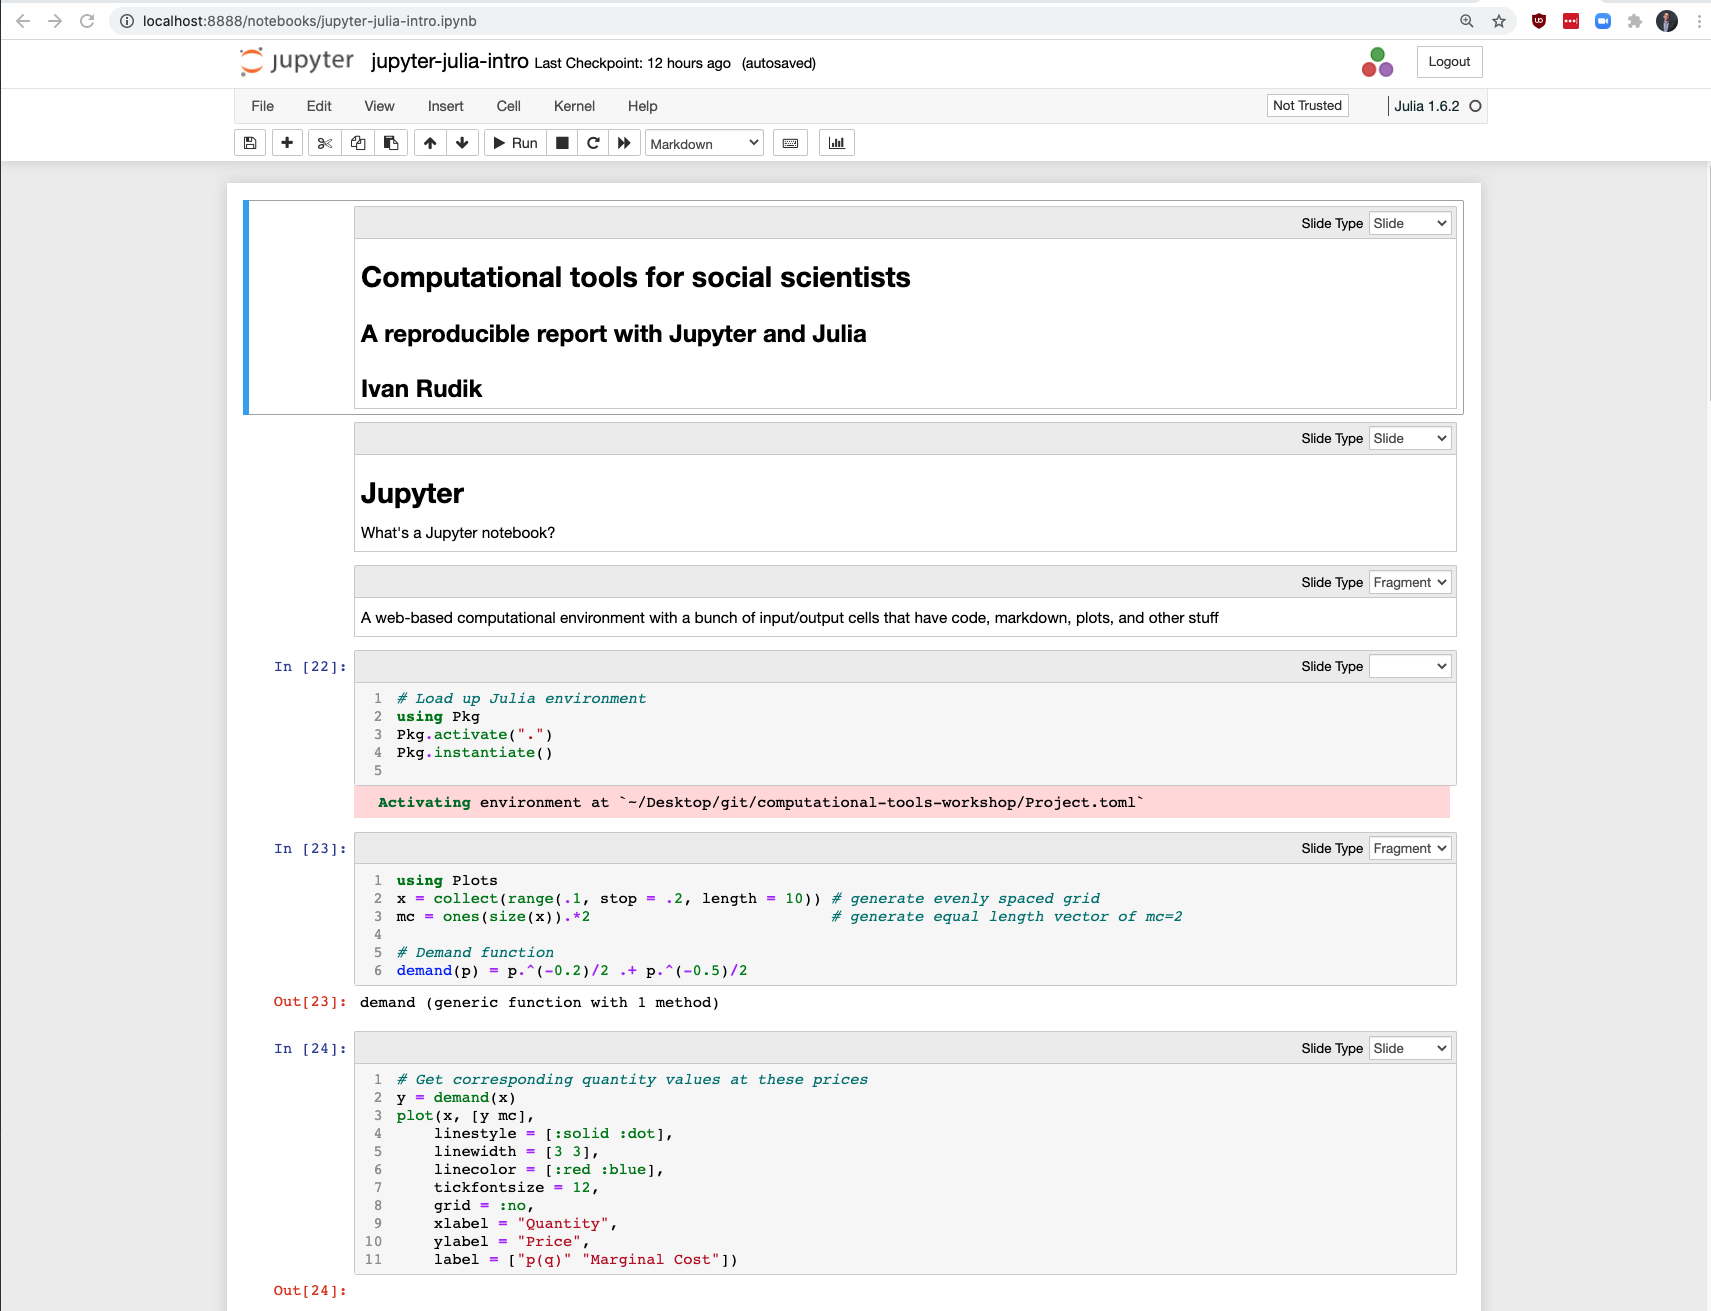 localhost:8888/notebooks/jupyter-julia-intro.ipynb
jupyter jupyter-julia-intro Last Checkpoint: 12 hours ago (autosaved)
Logout
File Edit View Insert Cell Kernel Help
Not Trusted
Julia 1.6.2
Run
Markdown
Slide Type Slide
Computational tools for social scientists
A reproducible report with Jupyter and Julia
Ivan Rudik
Slide Type Slide
Jupyter
What's a Jupyter notebook?
Slide Type Fragment
A web-based computational environment with a bunch of input/output cells that have code, markdown, plots, and other stuff
In [22]:
Slide Type
1 # Load up Julia environment
2 using Pkg
3 Pkg.activate(".")
4 Pkg.instantiate()
5
Activating environment at `~/Desktop/git/computational-tools-workshop/Project.toml`
In [23]:
Slide Type Fragment
1 using Plots
2 x = collect(range(.1, stop = .2, length = 10)) # generate evenly spaced grid
3 mc = ones(size(x)).*2 # generate equal length vector of mc=2
4
5 # Demand function
6 demand(p) = p.^(-0.2)/2 .+ p.^(-0.5)/2
Out[23]: demand (generic function with 1 method)
In [24]:
Slide Type Slide
1 # Get corresponding quantity values at these prices
2 y = demand(x)
3 plot(x, [y mc],
4 linestyle = [:solid :dot],
5 linewidth = [3 3],
6 linecolor = [:red :blue],
7 tickfontsize = 12,
8 grid = :no,
9 xlabel = "Quantity",
10 ylabel = "Price",
11 label = ["p(q)" "Marginal Cost"])
Out[24]: